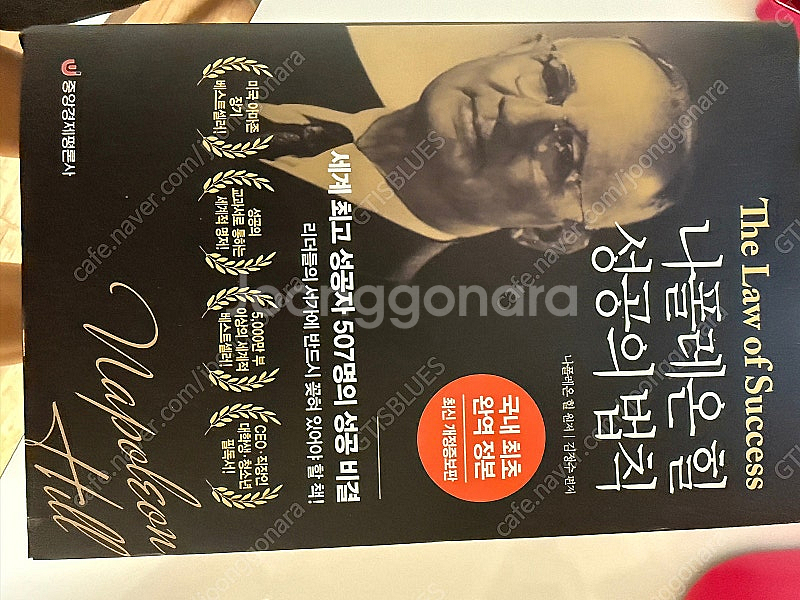 The Law of Success
나폴레온 힐
성공의 법칙
나폴레온 힐 원저 | 김정수 편저
국내 최초
완역 정본
최신 개정증보판
세계 최고 성공자 507명의 성공 비결
리더들의 서가에 반드시 꽂혀 있어야 할 책!
미국 아마존
장기
베스트셀러!
성공의
교과서로 통하는
세계적 명저!
5,000만 부
이상의 세계적
베스트셀러!
CEO·직장인
대학생·청소년
필독서!
Napoleon
Hill
중앙경제평론사
joonggonara
cafe.naver.com/joonggonara
GTISBLUES